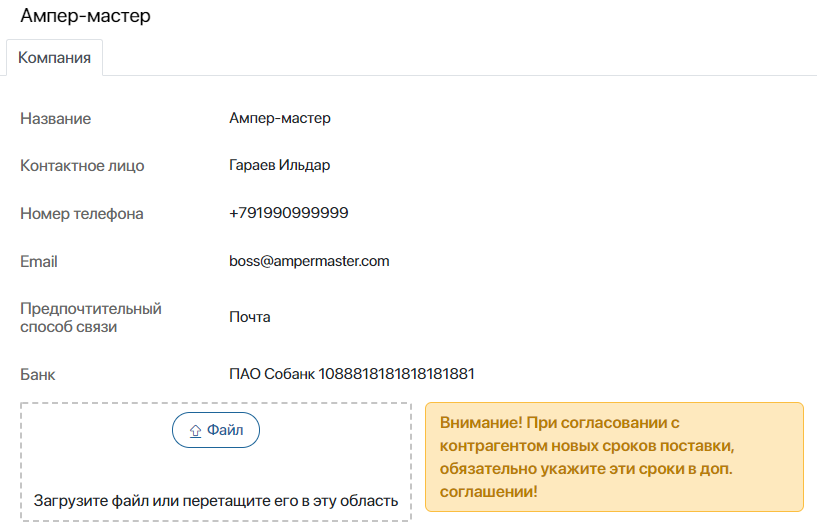 Ампер-мастер
Компания
Название Ампер-мастер
Контактное лицо Гараев Ильдар
Номер телефона +791990999999
Email boss@ampermaster.com
Предпочтительный
способ связи
Почта
Банк ПАО Собанк 1088818181818181881
Файл
Загрузите файл или перетащите его в эту область
Внимание! При согласовании с
контрагентом новых сроков поставки,
обязательно укажите эти сроки в доп.
соглашении!